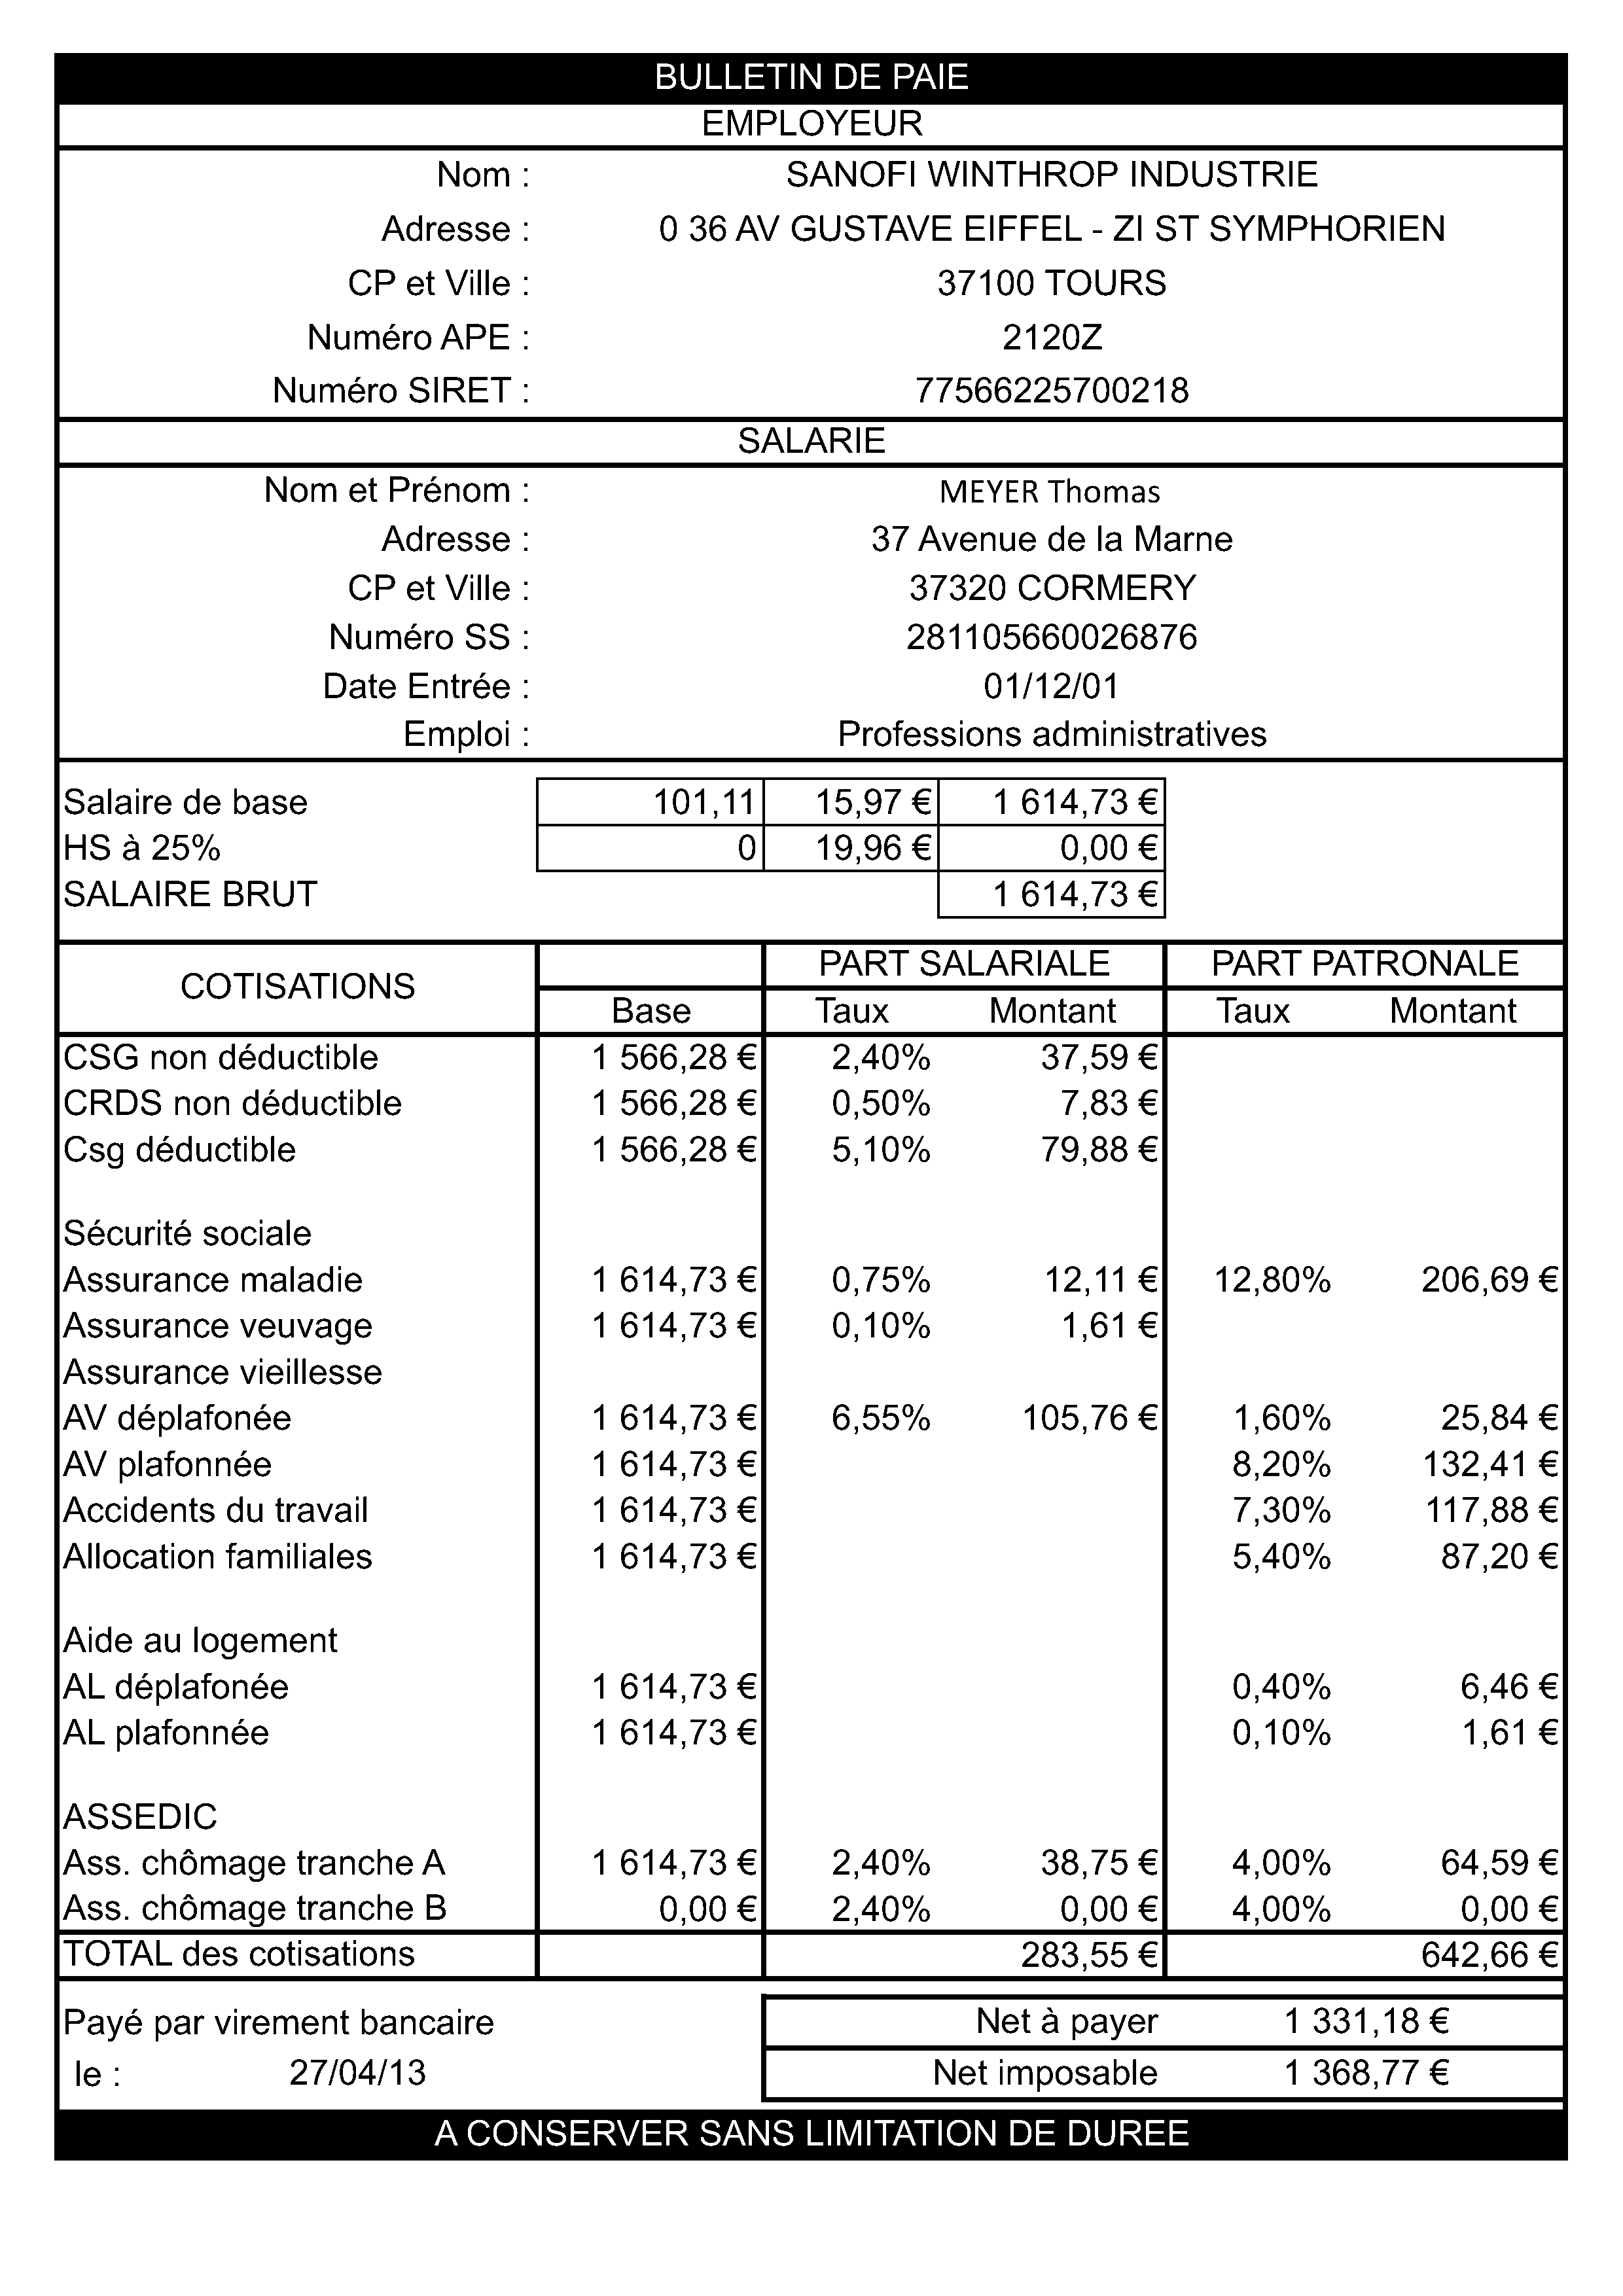 BULLETIN DE PAIE
EMPLOYEUR
Nom : SANOFI WINTHROP INDUSTRIE
Adresse : 0 36 AV GUSTAVE EIFFEL - ZI ST SYMPHORIEN
CP et Ville : 37100 TOURS
Numéro APE : 2120Z
Numéro SIRET : 77566225700218
SALARIE
Nom et Prénom : MEYER Thomas
Adresse : 37 Avenue de la Marne
CP et Ville : 37320 CORMERY
Numéro SS : 281105660026876
Date Entrée : 01/12/01
Emploi : Professions administratives
Salaire de base 101,11 15,97 € 1 614,73 €
HS à 25% 0 19,96 € 0,00 €
SALAIRE BRUT 1 614,73 €
COTISATIONS PART SALARIALE PART PATRONALE
Base Taux Montant Taux Montant
CSG non déductible 1 566,28 € 2,40% 37,59 €
CRDS non déductible 1 566,28 € 0,50% 7,83 €
Csg déductible 1 566,28 € 5,10% 79,88 €
Sécurité sociale
Assurance maladie 1 614,73 € 0,75% 12,11 € 12,80% 206,69 €
Assurance veuvage 1 614,73 € 0,10% 1,61 €
Assurance vieillesse
AV déplafonée 1 614,73 € 6,55% 105,76 € 1,60% 25,84 €
AV plafonnée 1 614,73 € 8,20% 132,41 €
Accidents du travail 1 614,73 € 7,30% 117,88 €
Allocation familiales 1 614,73 € 5,40% 87,20 €
Aide au logement
AL déplafonée 1 614,73 € 0,40% 6,46 €
AL plafonnée 1 614,73 € 0,10% 1,61 €
ASSEDIC
Ass. chômage tranche A 1 614,73 € 2,40% 38,75 € 4,00% 64,59 €
Ass. chômage tranche B 0,00 € 2,40% 0,00 € 4,00% 0,00 €
TOTAL des cotisations 283,55 € 642,66 €
Payé par virement bancaire Net à payer 1 331,18 €
le : 27/04/13 Net imposable 1 368,77 €
A CONSERVER SANS LIMITATION DE DUREE